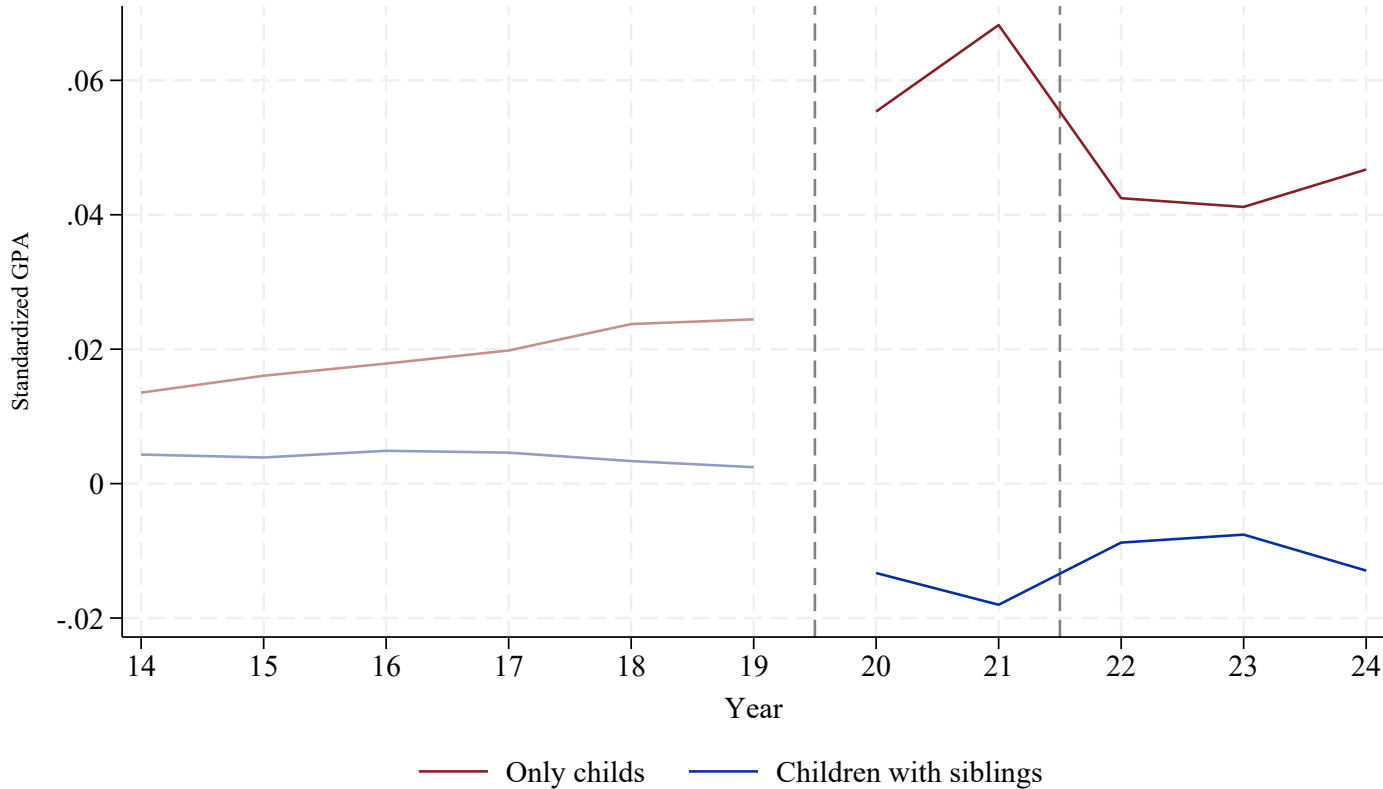 .06
.04
.02
0
-.02
Standardized GPA
14 15 16 17 18 19 20 21 22 23 24
Year
Only childs Children with siblings